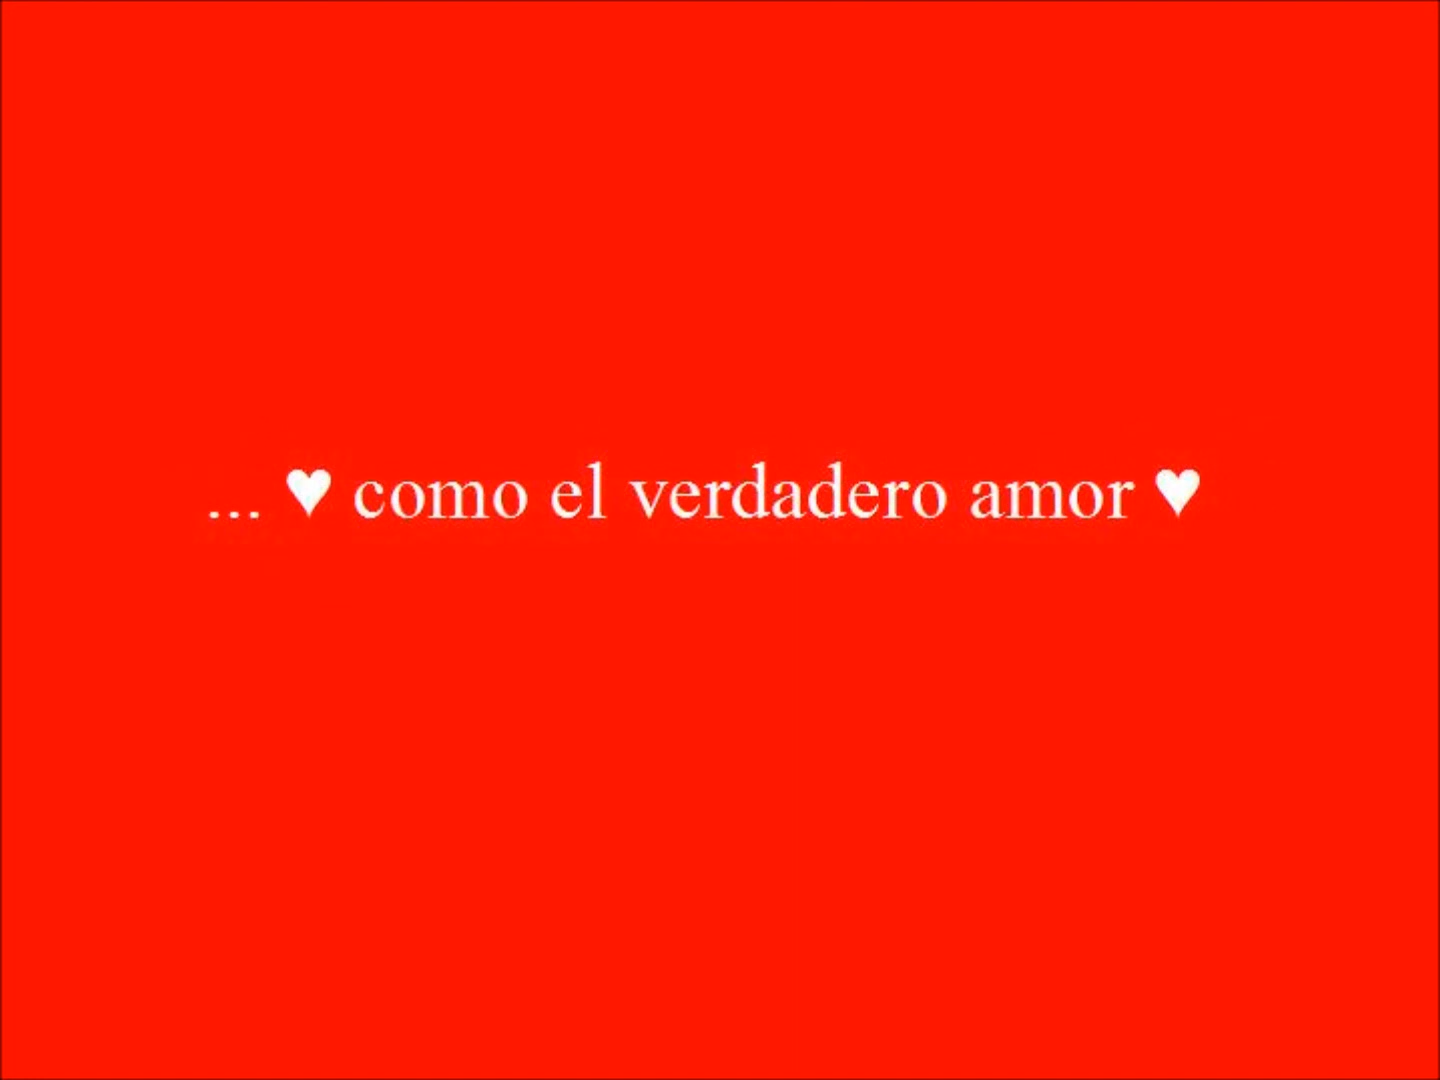 ... ♥ como el verdadero amor ♥